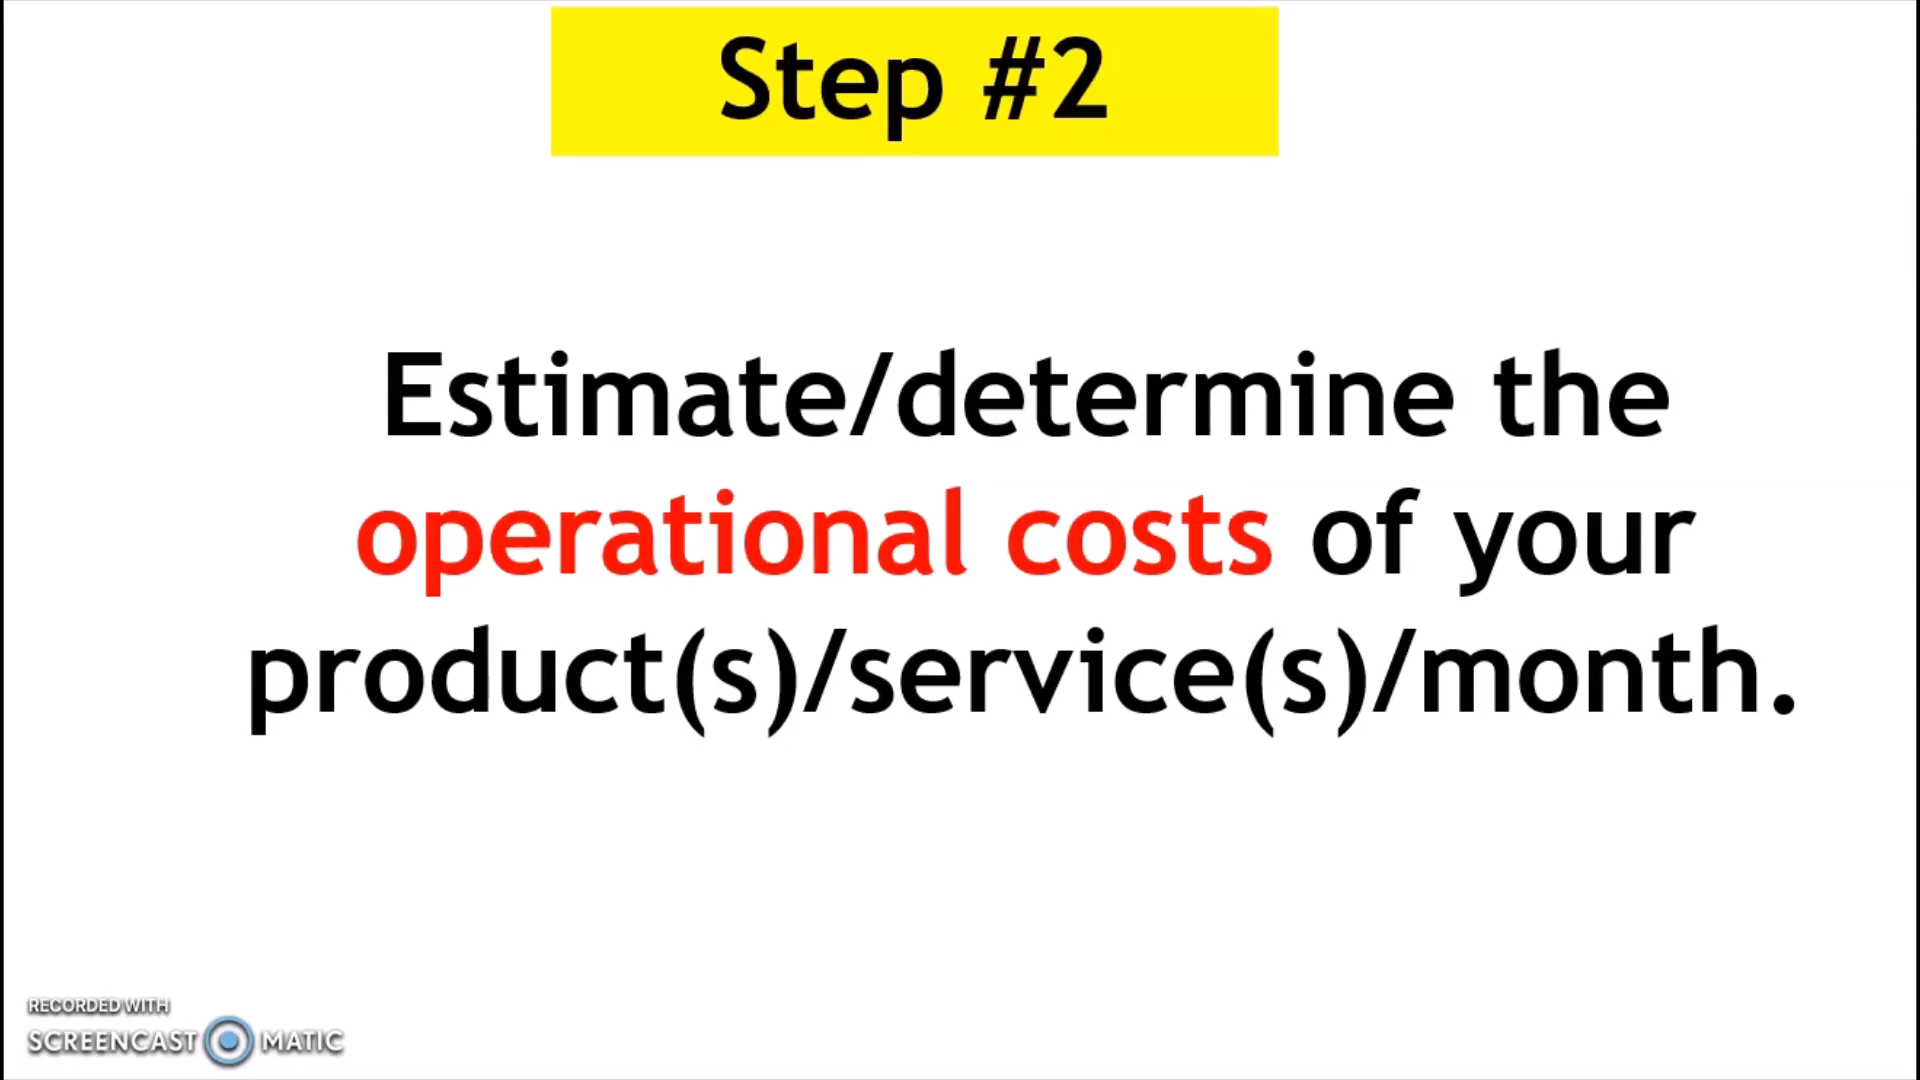 Step #2
Estimate/determine the
operational costs of your
product(s)/service(s)/month.
RECORDED WITH
SCREENCAST MATIC